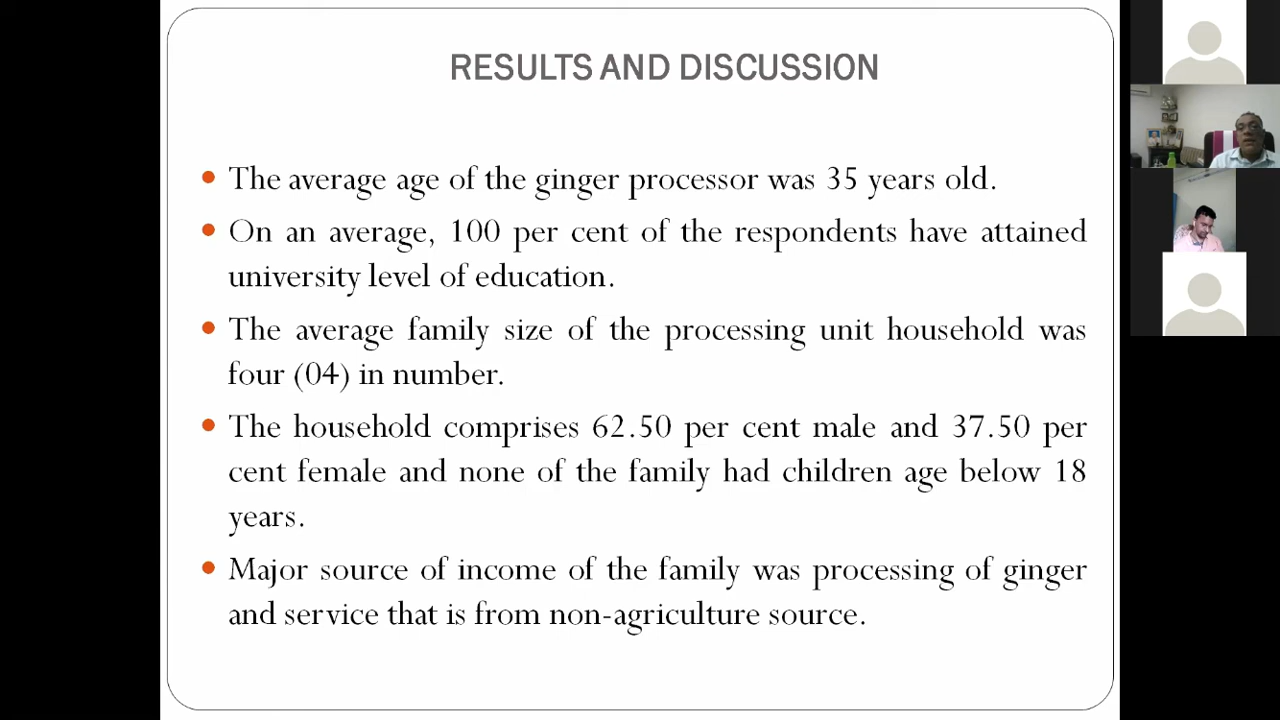 RESULTS AND DISCUSSION
The average age of the ginger processor was 35 years old.
On an average, 100 per cent of the respondents have attained
university level of education.
The average family size of the processing unit household was
four (04) in number.
The household comprises 62.50 per cent male and 37.50 per
cent female and none of the family had children age below 18
years.
Major source of income of the family was processing of ginger
and service that is from non-agriculture source.